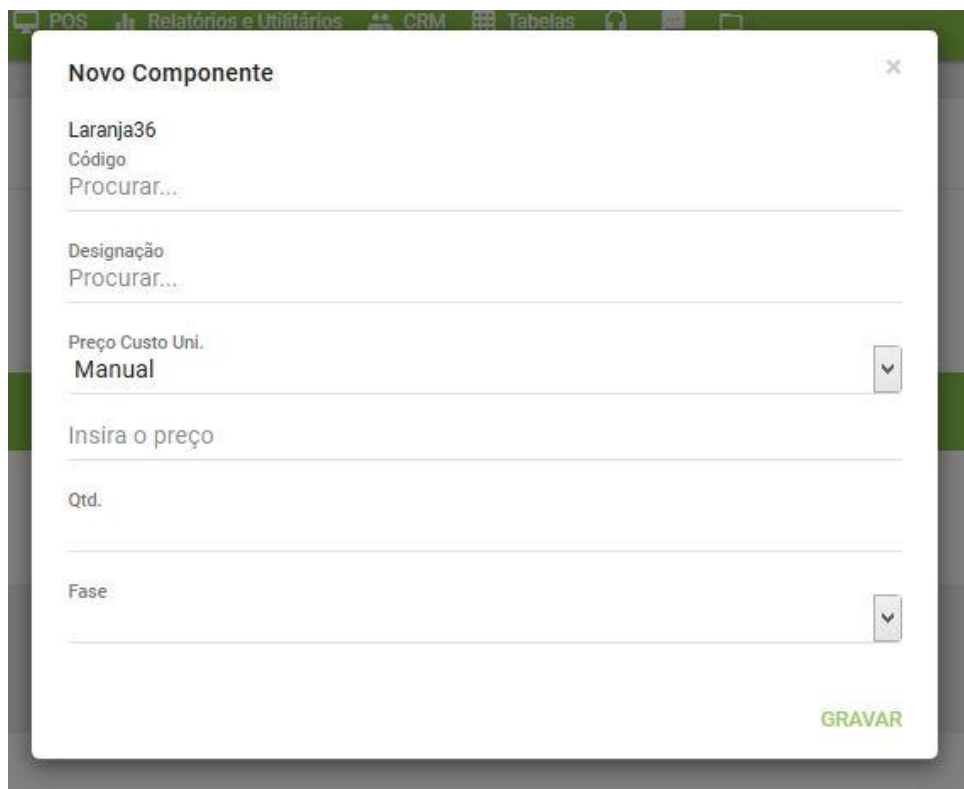 POS Relatórios e Utilitários CRM Tabelas
Novo Componente ×
Laranja36
Código
Procurar...
Designação
Procurar...
Preço Custo Uni.
Manual
Insira o preço
Qtd.
Fase
GRAVAR